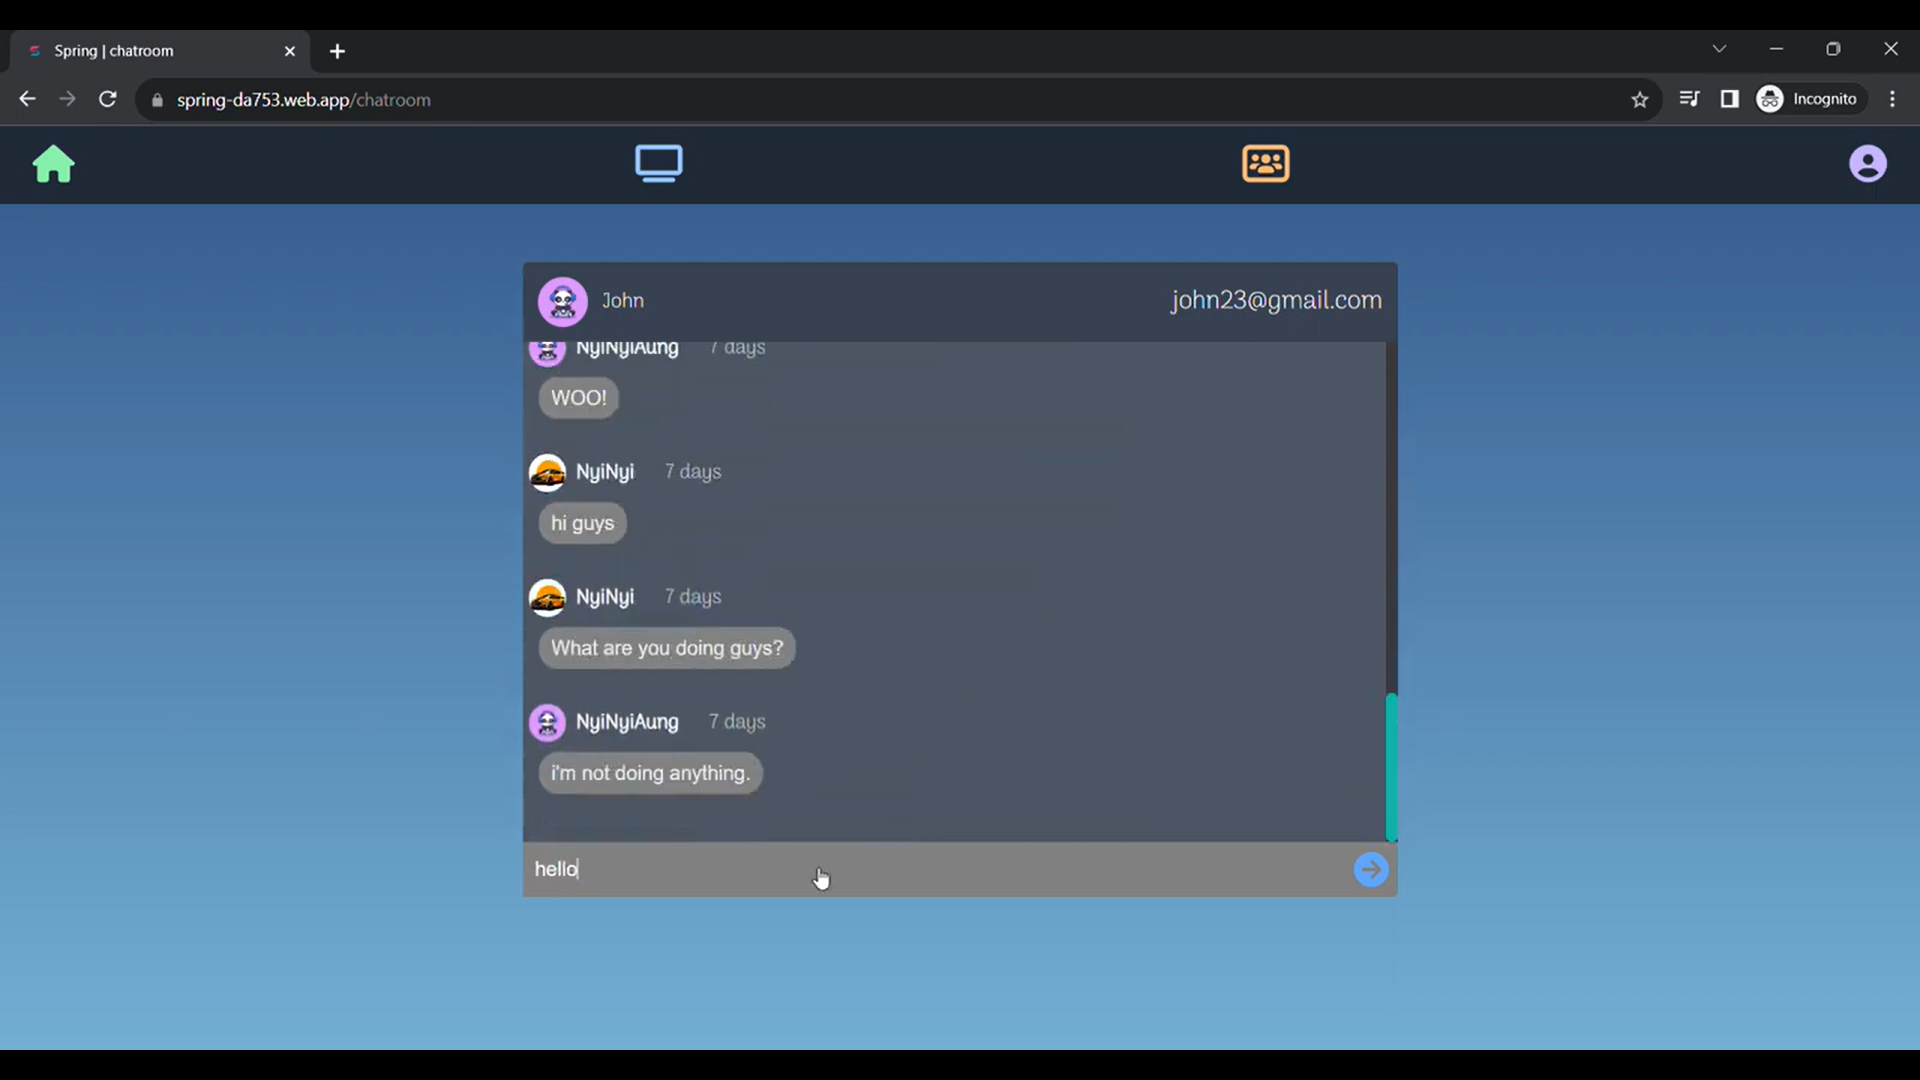 Spring | chatroom
spring-da753.web.app/chatroom
Incognito
John
john23@gmail.com
NyiNyiAung 7 days
WOO!
NyiNyi 7 days
hi guys
NyiNyi 7 days
What are you doing guys?
NyiNyiAung 7 days
i'm not doing anything.
hello